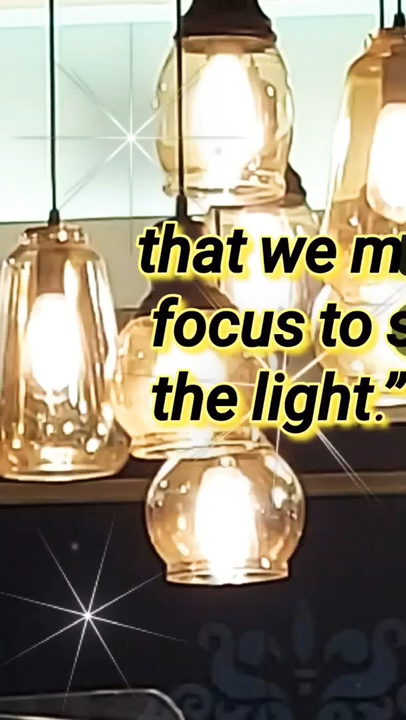 that we
focus to
the light.”